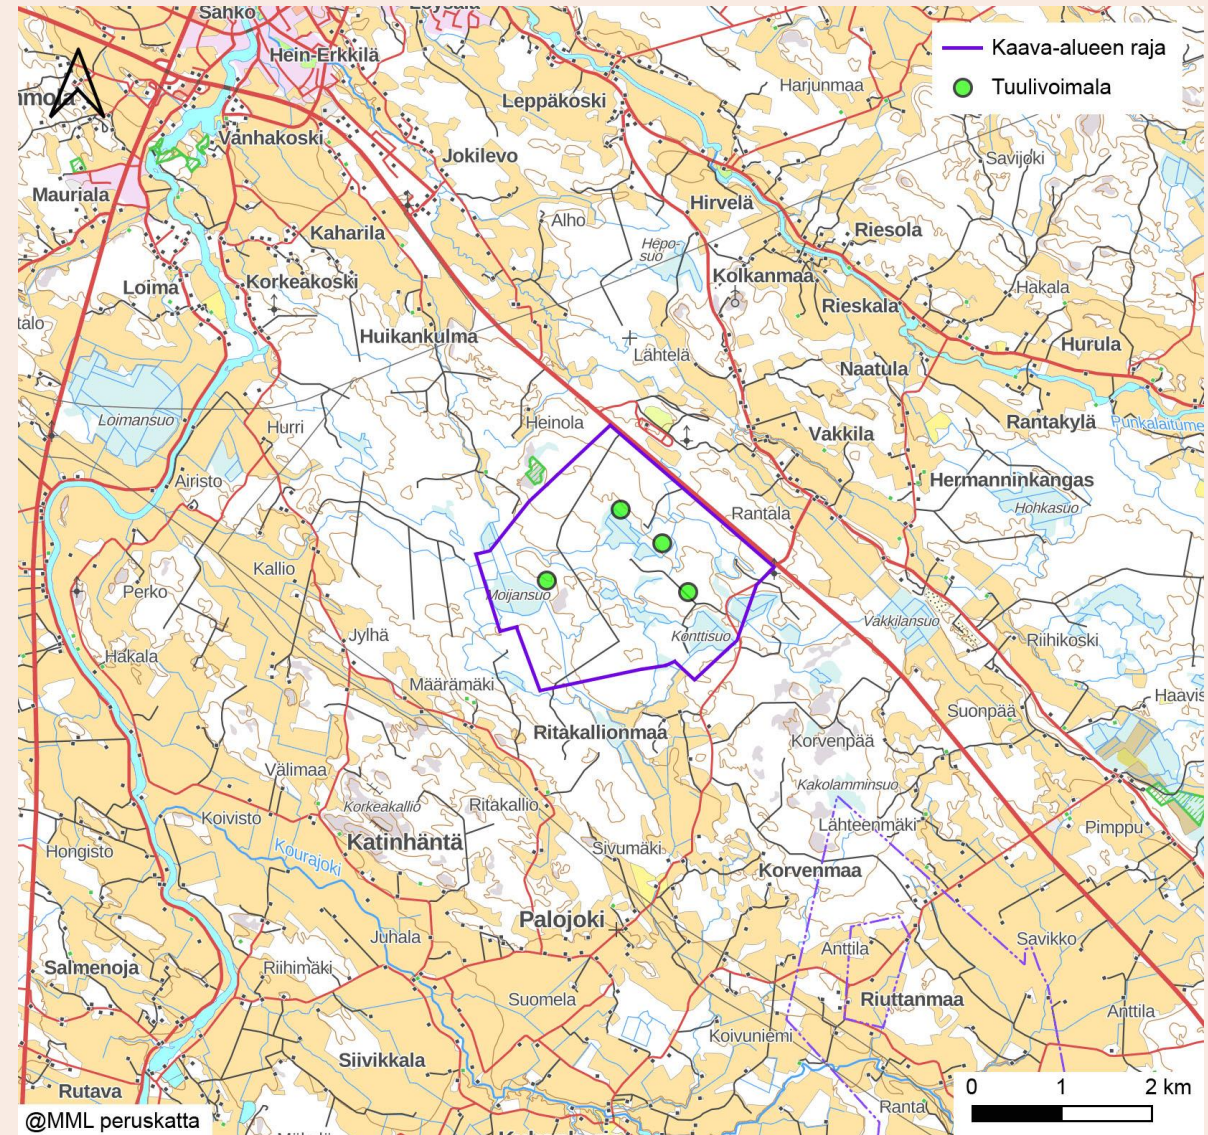 Sähkö
Hein-Erkkilä
Kaava-alueen raja
Tuulivoimala
Harjunmaa
Leppäkoski
Vanhakoski
Jokilevo
Savijoki
Mauriala
Hirvelä
Alho
Riesola
Kaharila
Hepo-
suo
Kolkanmaa
Loima
Korkeakoski
Hakala
Rieskala
talo
Huikankulma
Lähtelä
Hurula
Naatula
Loimansuo
Hurri
Heinola
Vakkila
Rantakylä
Punkalaitume
Airisto
Hermanninkangas
Hohkasuo
Rantala
Kallio
Perko
Moijansuo
Vakkilansuo
Jylhä
Konttisuo
Riihikoski
Hakala
Määrämäki
Haavis
Suonpää
Ritakallionmaa
Korvenpää
Välimaa
Kakolamminsuo
Korkeakallio
Ritakallio
Koivisto
Lähteenmäki
Pimppu
Katinhäntä
Hongisto
Kourajoki
Sivumäki
Korvenmaa
Palojoki
Juhala
Anttila
Savikko
Salmenoja
Riihimäki
Suomela
Riuttanmaa
Anttila
Koivuniemi
Siivikkala
Rutava
0 1 2 km
Rantal
@MML peruskatta